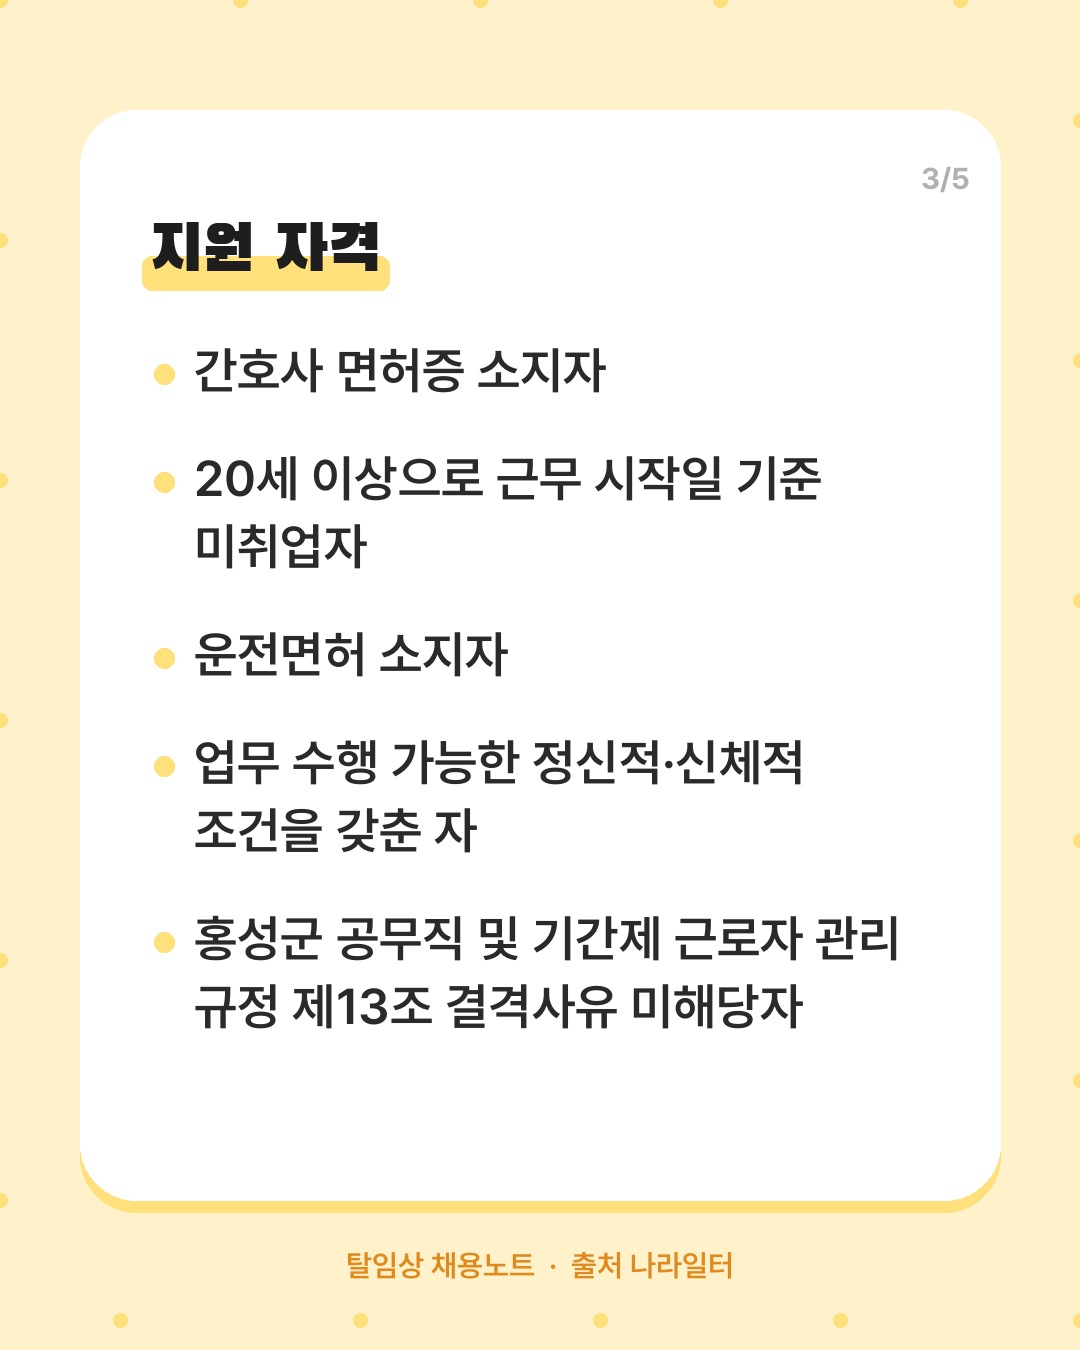 3/5
지원 자격
간호사 면허증 소지자
20세 이상으로 근무 시작일 기준
미취업자
운전면허 소지자
업무 수행 가능한 정신적·신체적
조건을 갖춘 자
홍성군 공무직 및 기간제 근로자 관리
규정 제13조 결격사유 미해당자
탈임상 채용노트 · 출처 나라일터